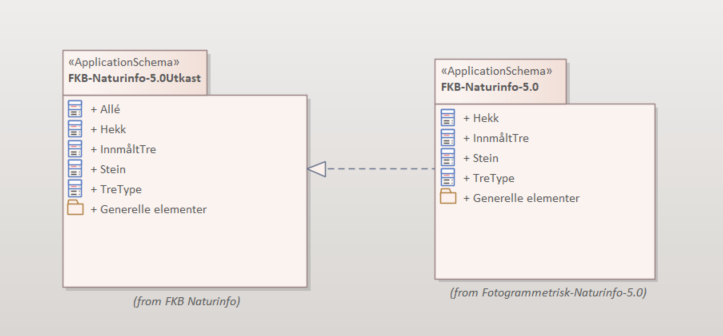 «ApplicationSchema»
FKB-Naturinfo-5.0Utkast
+ Allé
+ Hekk
+ InnmåltTre
+ Stein
+ TreType
+ Generelle elementer
(from FKB Naturinfo)
«ApplicationSchema»
FKB-Naturinfo-5.0
+ Hekk
+ InnmåltTre
+ Stein
+ TreType
+ Generelle elementer
(from Fotogrammetrisk-Naturinfo-5.0)